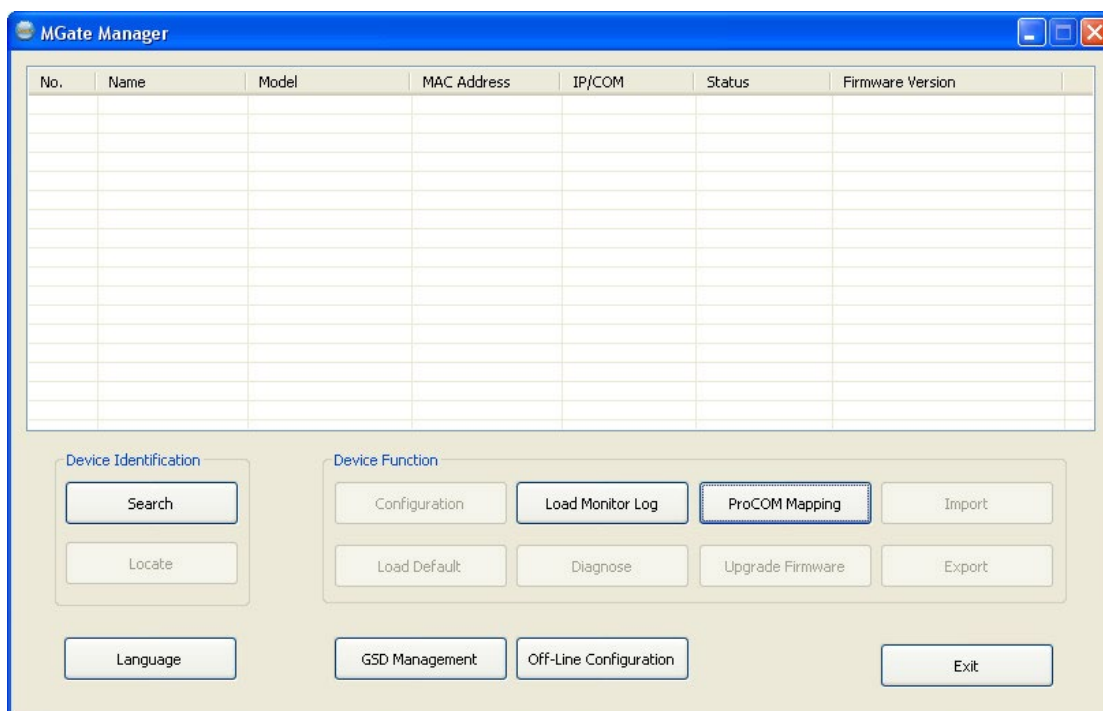 MGate Manager
No. Name Model MAC Address IP/COM Status Firmware Version
Device Identification Device Function
Search Configuration Load Monitor Log ProCOM Mapping Import
Locate Load Default Diagnose Upgrade Firmware Export
Language GSD Management Off-Line Configuration Exit